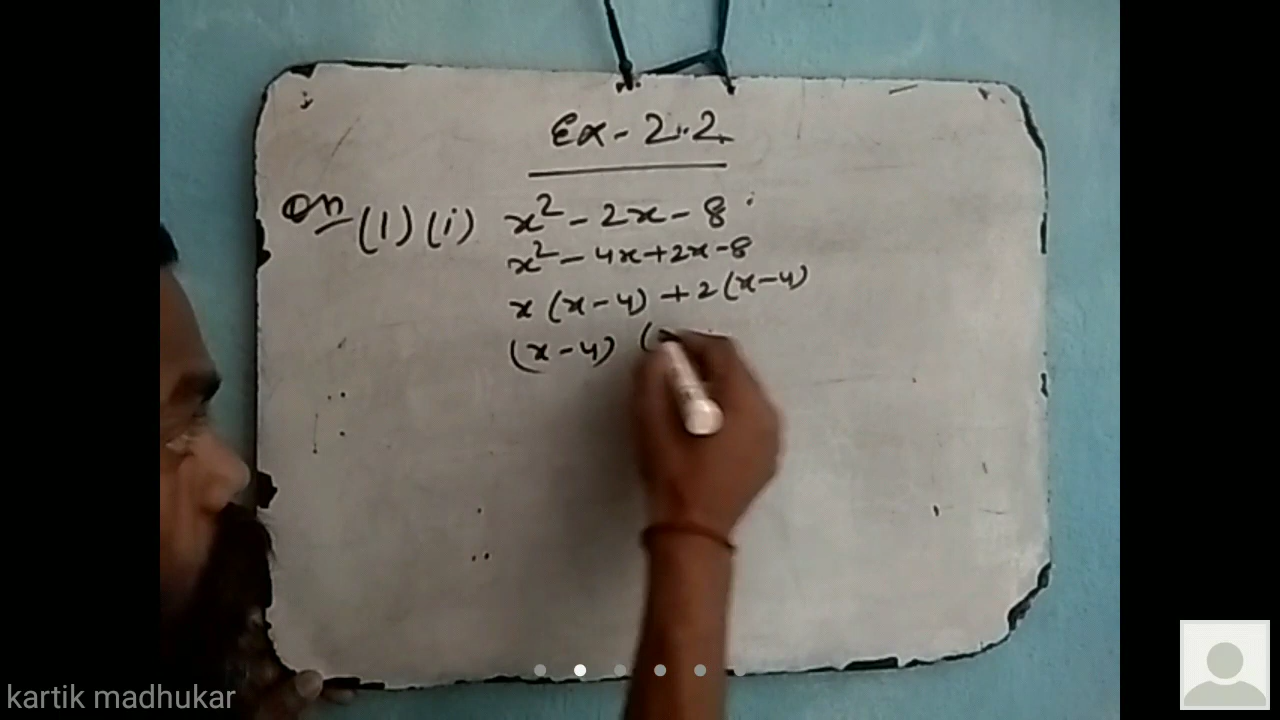 Ex-2.2
Qn (1) (i) x² - 2x - 8
x² - 4x + 2x - 8
x (x - 4) + 2 (x - 4)
(x - 4) (
kartik madhukar